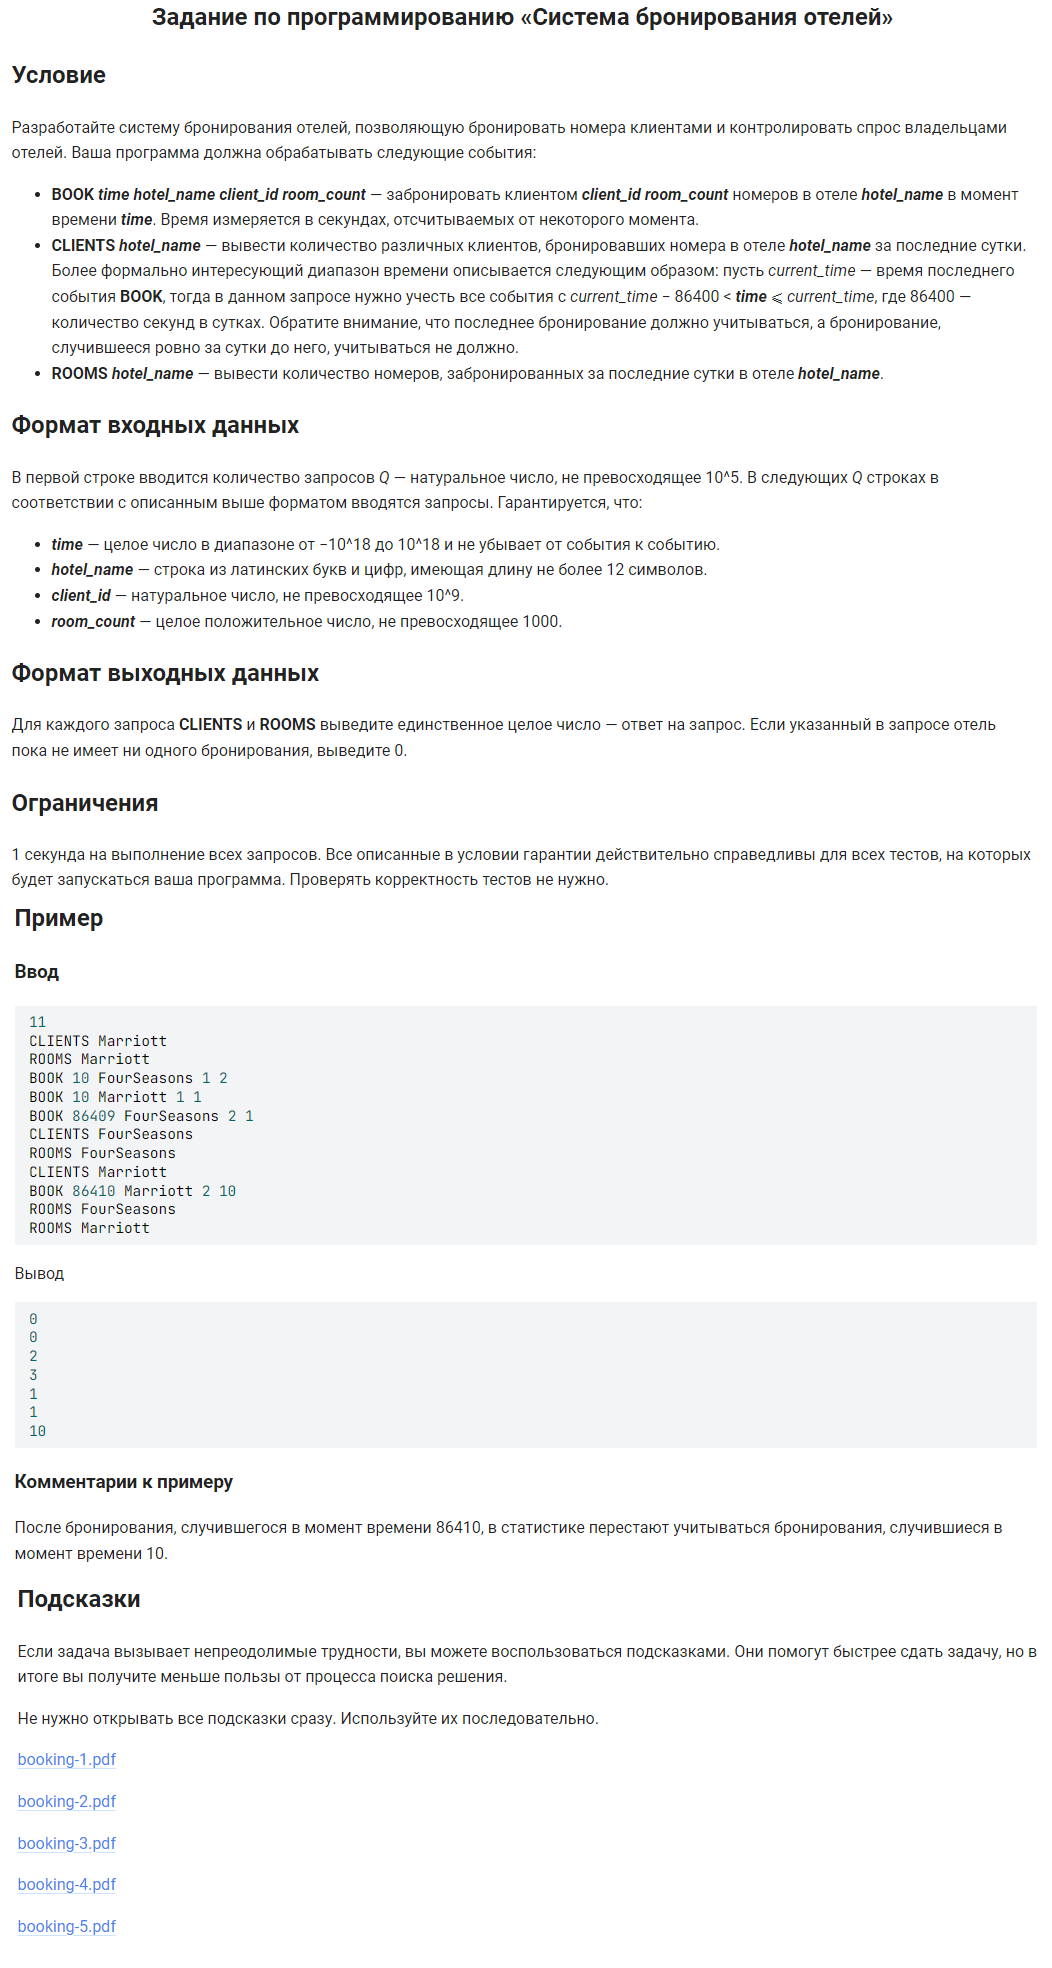 Задание по программированию «Система бронирования отелей»
Условие
Разработайте систему бронирования отелей, позволяющую бронировать номера клиентами и контролировать спрос владельцами
отелей. Ваша программа должна обрабатывать следующие события:
• BOOK time hotel_name client_id room_count — забронировать клиентом client_id room_count номеров в отеле hotel_name в момент
времени time. Время измеряется в секундах, отсчитываемых от некоторого момента.
• CLIENTS hotel_name — вывести количество различных клиентов, бронировавших номера в отеле hotel_name за последние сутки.
Более формально интересующий диапазон времени описывается следующим образом: пусть current_time — время последнего
события BOOK, тогда в данном запросе нужно учесть все события с current_time − 86400 < time ⩽ current_time, где 86400 —
количество секунд в сутках. Обратите внимание, что последнее бронирование должно учитываться, а бронирование,
случившееся ровно за сутки до него, учитываться не должно.
• ROOMS hotel_name — вывести количество номеров, забронированных за последние сутки в отеле hotel_name.
Формат входных данных
В первой строке вводится количество запросов Q — натуральное число, не превосходящее 10^5. В следующих Q строках в
соответствии с описанным выше форматом вводятся запросы. Гарантируется, что:
• time — целое число в диапазоне от −10^18 до 10^18 и не убывает от события к событию.
• hotel_name — строка из латинских букв и цифр, имеющая длину не более 12 символов.
• client_id — натуральное число, не превосходящее 10^9.
• room_count — целое положительное число, не превосходящее 1000.
Формат выходных данных
Для каждого запроса CLIENTS и ROOMS выведите единственное целое число — ответ на запрос. Если указанный в запросе отель
пока не имеет ни одного бронирования, выведите 0.
Ограничения
1 секунда на выполнение всех запросов. Все описанные в условии гарантии действительно справедливы для всех тестов, на которых
будет запускаться ваша программа. Проверять корректность тестов не нужно.
Пример
Ввод
11
CLIENTS Marriott
ROOMS Marriott
BOOK 10 FourSeasons 1 2
BOOK 10 Marriott 1 1
BOOK 86409 FourSeasons 2 1
CLIENTS FourSeasons
ROOMS FourSeasons
CLIENTS Marriott
BOOK 86410 Marriott 2 10
ROOMS FourSeasons
ROOMS Marriott
Вывод
0
0
2
3
1
1
10
Комментарии к примеру
После бронирования, случившегося в момент времени 86410, в статистике перестают учитываться бронирования, случившиеся в
момент времени 10.
Подсказки
Если задача вызывает непреодолимые трудности, вы можете воспользоваться подсказками. Они помогут быстрее сдать задачу, но в
итоге вы получите меньше пользы от процесса поиска решения.
Не нужно открывать все подсказки сразу. Используйте их последовательно.
booking-1.pdf
booking-2.pdf
booking-3.pdf
booking-4.pdf
booking-5.pdf